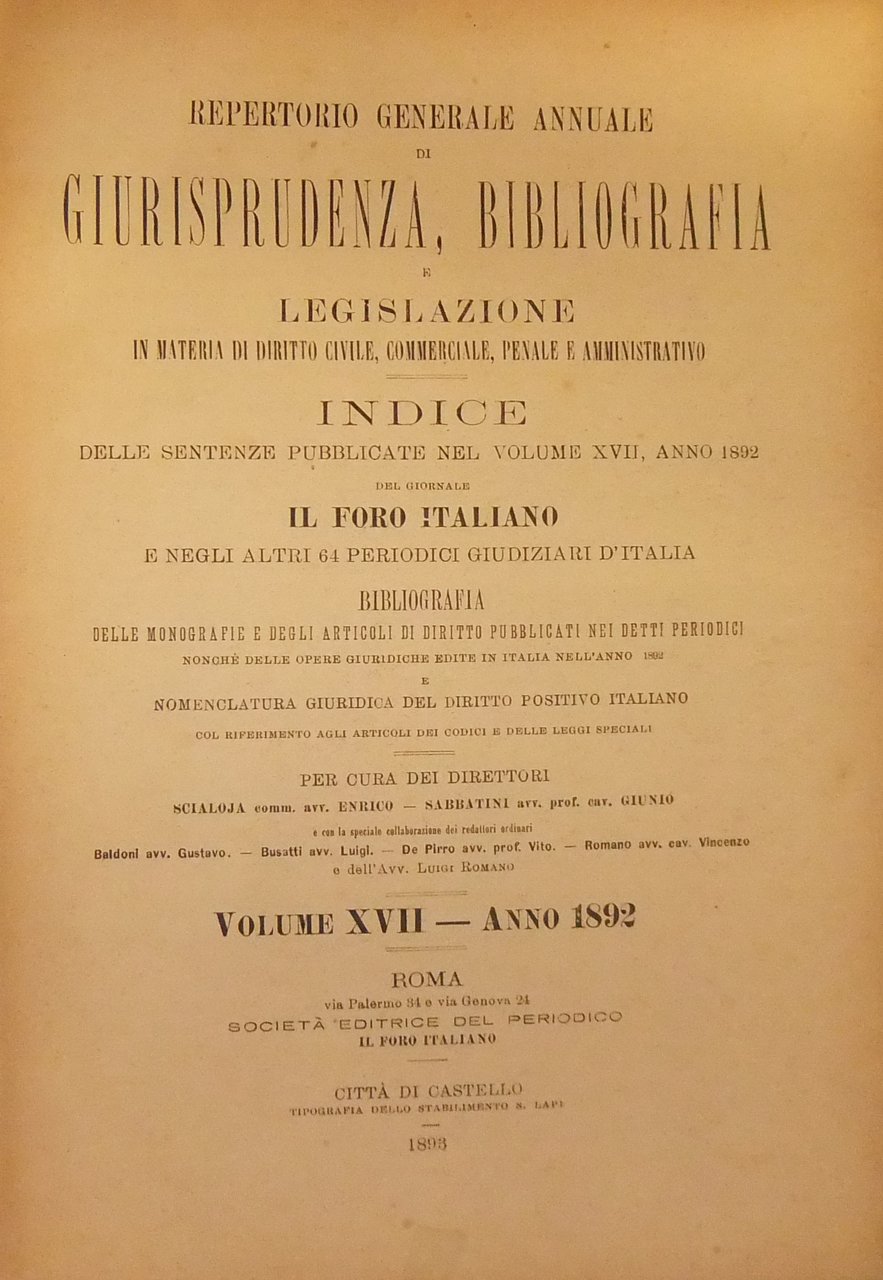 REPERTORIO GENERALE ANNUALE
DI
GIURISPRUDENZA, BIBLIOGRAFIA
E
LEGISLAZIONE
IN MATERIA DI DIRITTO CIVILE, COMMERCIALE, PENALE E AMMINISTRATIVO
INDICE
DELLE SENTENZE PUBBLICATE NEL VOLUME XVII, ANNO 1892
DEL GIORNALE
IL FORO ITALIANO
E NEGLI ALTRI 64 PERIODICI GIUDIZIARI D'ITALIA
BIBLIOGRAFIA
DELLE MONOGRAFIE E DEGLI ARTICOLI DI DIRITTO PUBBLICATI NEI DETTI PERIODICI
NONCHÈ DELLE OPERE GIURIDICHE EDITE IN ITALIA NELL'ANNO 1892
E
NOMENCLATURA GIURIDICA DEL DIRITTO POSITIVO ITALIANO
COL RIFERIMENTO AGLI ARTICOLI DEI CODICI E DELLE LEGGI SPECIALI
PER CURA DEI DIRETTORI
SCIALOJA comm. avv. ENRICO — SABBATINI avv. prof. cav. GIUNIO
e con la speciale collaborazione dei redattori ordinari
Baldoni avv. Gustavo. — Busatti avv. Luigi. — De Pirro avv. prof. Vito. — Romano avv. cav. Vincenzo
e dell'Avv. LUIGI ROMANO
VOLUME XVII — ANNO 1892
ROMA
via Palermo 34 e via Genova 24
SOCIETÀ EDITRICE DEL PERIODICO
IL FORO ITALIANO
CITTÀ DI CASTELLO
TIPOGRAFIA DELLO STABILIMENTO S. LAPI
1893